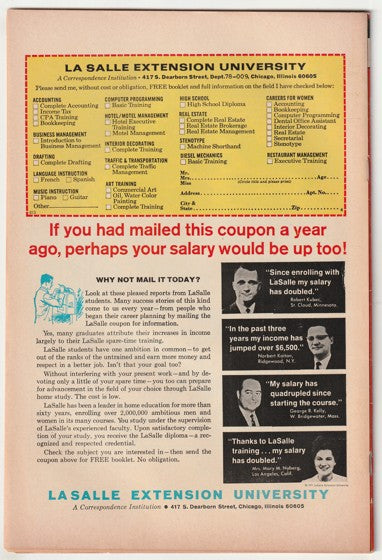 LA SALLE EXTENSION UNIVERSITY
A Correspondence Institution • 417 S. Dearborn Street, Dept. 78-009, Chicago, Illinois 60605
Please send me, without cost or obligation, FREE booklet and full information on the field I have checked below:
ACCOUNTING
Complete Accounting
Income Tax
CPA Training
Bookkeeping
BUSINESS MANAGEMENT
Introduction to
Business Management
DRAFTING
Complete Drafting
LANGUAGE INSTRUCTION
French Spanish
MUSIC INSTRUCTION
Piano Guitar
Other
COMPUTER PROGRAMMING
Basic Training
HOTEL/MOTEL MANAGEMENT
Hotel Executive
Training
Motel Management
INTERIOR DECORATING
Complete Training
TRAFFIC & TRANSPORTATION
Complete Traffic
Management
ART TRAINING
Commercial Art
Oil, Water Color
Painting
Complete Training
HIGH SCHOOL
High School Diploma
REAL ESTATE
Complete Real Estate
Real Estate Brokerage
Real Estate Management
STENOTYPE
Machine Shorthand
DIESEL MECHANICS
Basic Training
CAREERS FOR WOMEN
Accounting
Bookkeeping
Computer Programming
Dental Office Assistant
Interior Decorating
Real Estate
Secretarial
Stenotype
RESTAURANT MANAGEMENT
Executive Training
Mr.
Mrs. Age
Miss (Circle title and please print)
Address Apt. No.
City &
State Zip
If you had mailed this coupon a year
ago, perhaps your salary would be up too!
WHY NOT MAIL IT TODAY?
Look at these pleased reports from LaSalle
students. Many success stories of this kind
come to us every year—from people who
began their career planning by mailing the
LaSalle coupon for information.
Yes, many graduates attribute their increases in income
largely to their LaSalle spare-time training.
LaSalle students have one ambition in common—to get
out of the ranks of the untrained and earn more money and
respect in a better job. Isn't that your goal too?
Without interfering with your present work—and by de-
voting only a little of your spare time—you too can prepare
for advancement in the field of your choice through LaSalle
home study. The cost is low.
LaSalle has been a leader in home education for more than
sixty years, enrolling over 2,000,000 ambitious men and
women in its many courses. You study under the supervision
of LaSalle's experienced faculty. Upon satisfactory comple-
tion of your study, you receive the LaSalle diploma—a rec-
ognized and respected credential.
Check the subject you are interested in—then send the
coupon above for FREE booklet. No obligation.
"Since enrolling with
LaSalle my salary
has doubled."
Robert Kubec,
St. Cloud, Minnesota.
"In the past three
years my income has
jumped over $6,500."
Norbert Kaiton,
Ridgewood, N.Y.
"My salary has
quadrupled since
starting the course."
George R. Kelly,
W. Bridgewater, Mass.
"Thanks to LaSalle
training . . . my salary
has doubled."
Mrs. Mary M. Noberg,
Los Angeles, Calif.
LA SALLE EXTENSION UNIVERSITY
A Correspondence Institution • 417 S. Dearborn Street, Chicago, Illinois 60605